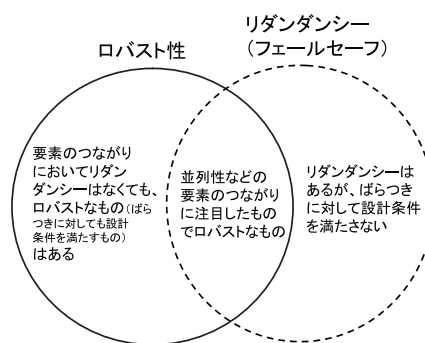 ロバスト性
リダンダンシー
(フェールセーフ)
要素のつながり
においてリダン
ダンシーはなくても、
ロバストなもの(ばら
つきに対しても設計
条件を満たすもの)
はある
並列性などの
要素のつながり
に注目したもの
でロバストなもの
リダンダンシーは
あるが、ばらつき
に対して設計条件
を満たさない